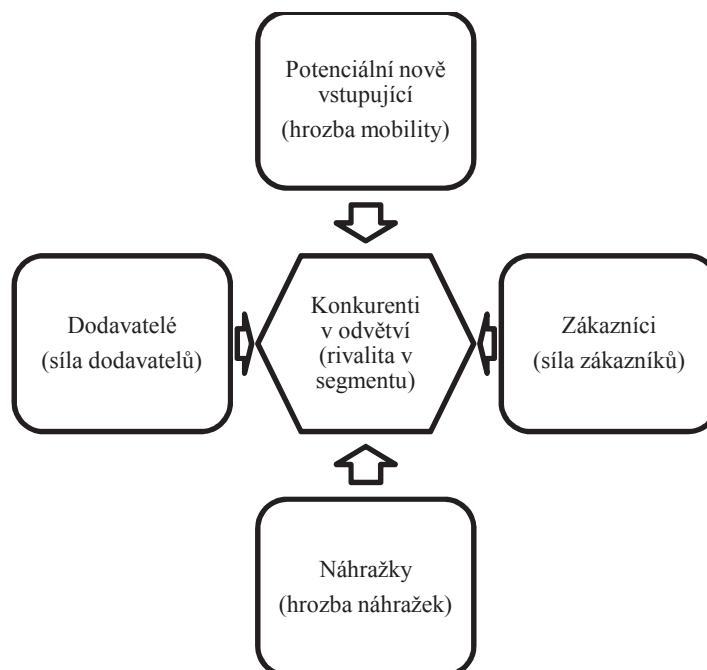 Potenciální nově
vstupující
(hrozba mobility)
Dodavatelé
(síla dodavatelů)
Konkurenti
v odvětví
(rivalita v
segmentu)
Zákazníci
(síla zákazníků)
Náhražky
(hrozba náhražek)